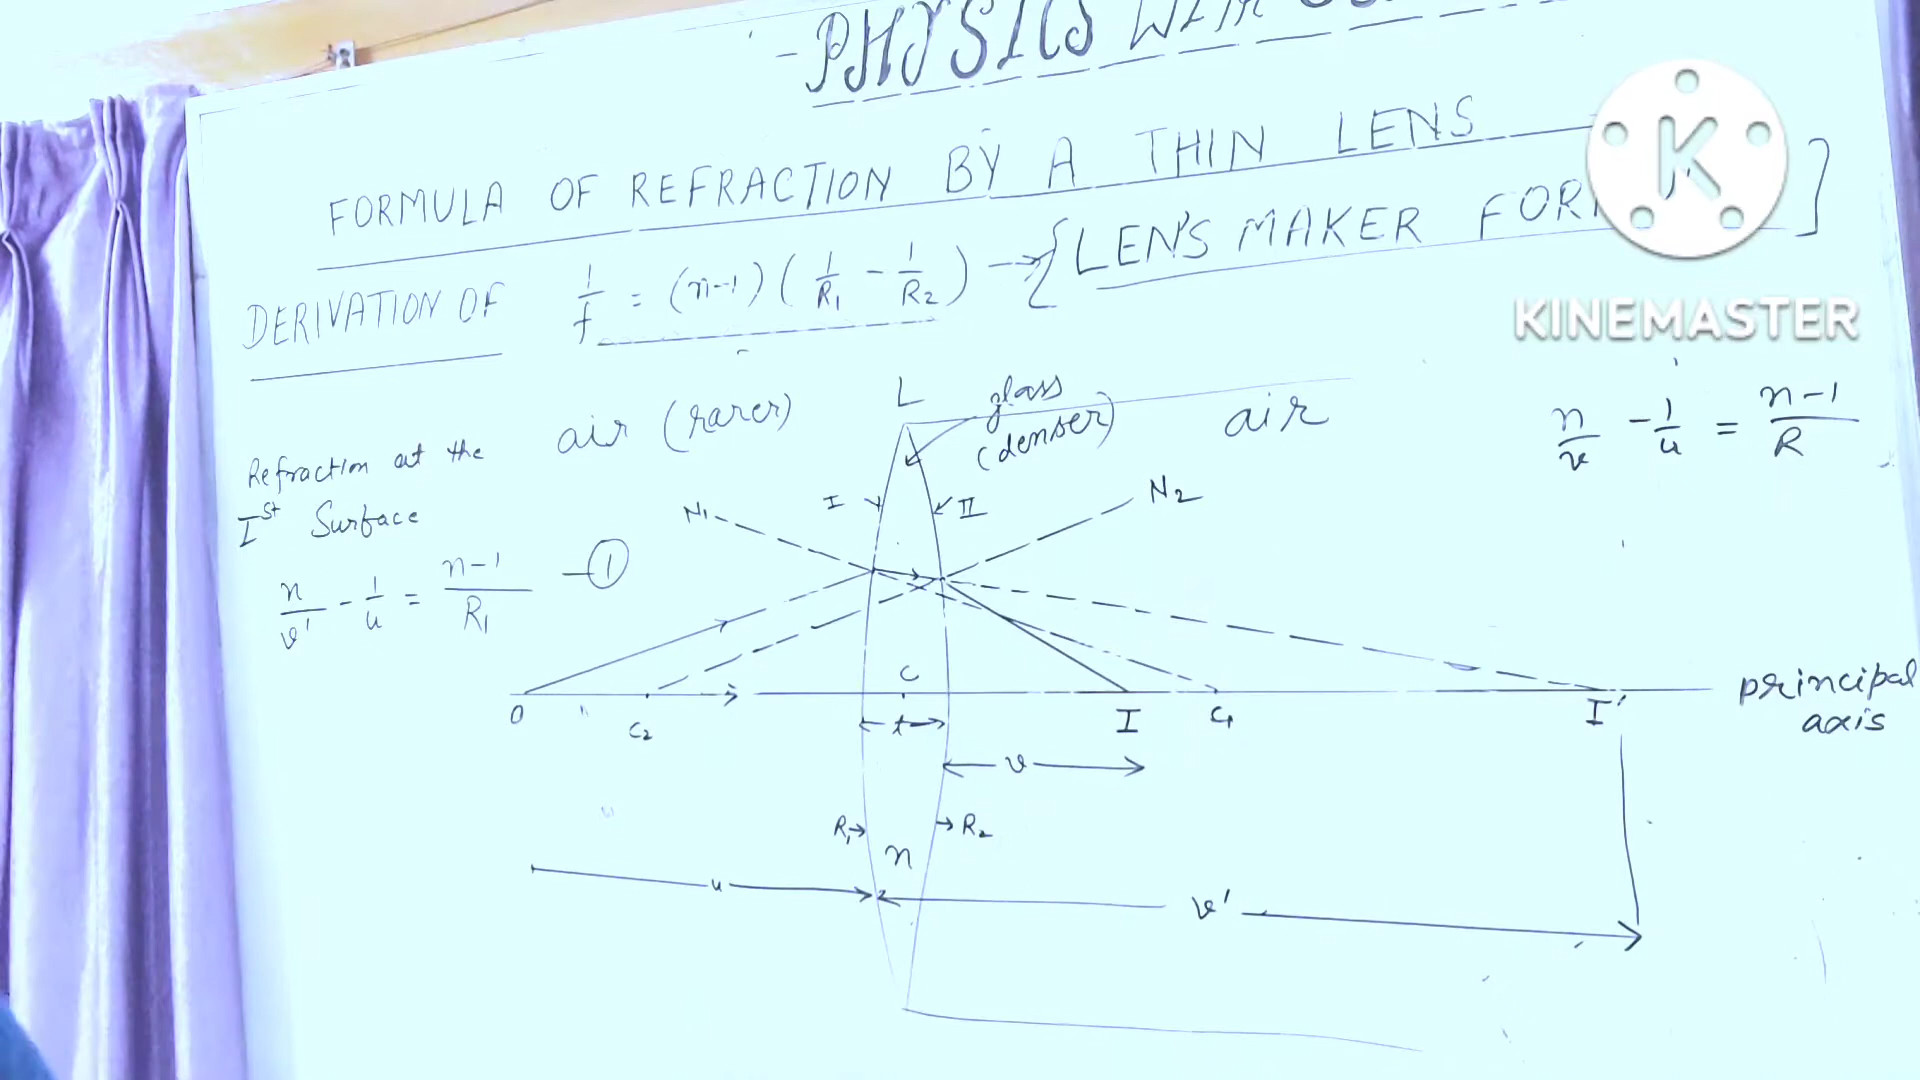 -PHYSICS WITH
FORMULA OF REFRACTION BY A THIN LENS
DERIVATION OF 1/f = (n-1) ( 1/R1 - 1/R2 ) → { LEN'S MAKER FOR ]
K
KINEMASTER
L
glass
(denser)
air (rarer)
air
n/v - 1/u = n-1/R
Refraction at the
Ist Surface
n/v' - 1/u = n-1/R1 —①
I
II
N1
N2
C
O
C2
I
C1
I'
principal
axis
t
v
R1
R2
n
u
v'